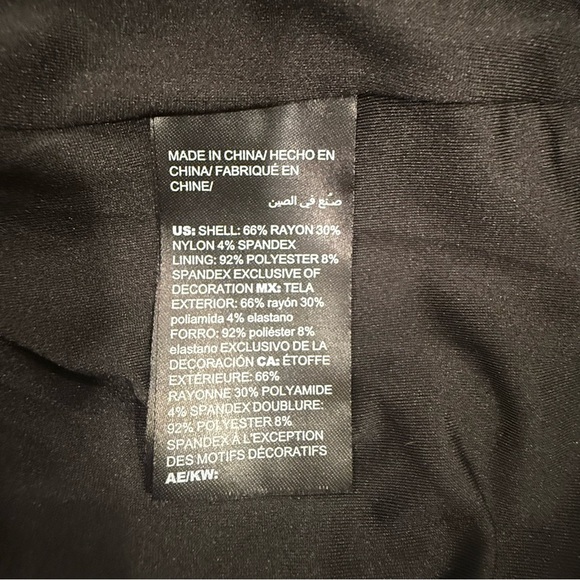 MADE IN CHINA/ HECHO EN
CHINA/ FABRIQUÉ EN
CHINE/
صنع في الصين
US: SHELL: 66% RAYON 30%
NYLON 4% SPANDEX
LINING: 92% POLYESTER 8%
SPANDEX EXCLUSIVE OF
DECORATION MX: TELA
EXTERIOR: 66% rayón 30%
poliamida 4% elastano
FORRO: 92% poliéster 8%
elastano EXCLUSIVO DE LA
DECORACIÓN CA: ÉTOFFE
EXTÉRIEURE: 66%
RAYONNE 30% POLYAMIDE
4% SPANDEX DOUBLURE:
92% POLYESTER 8%
SPANDEX À L'EXCEPTION
DES MOTIFS DÉCORATIFS
AE/KW: